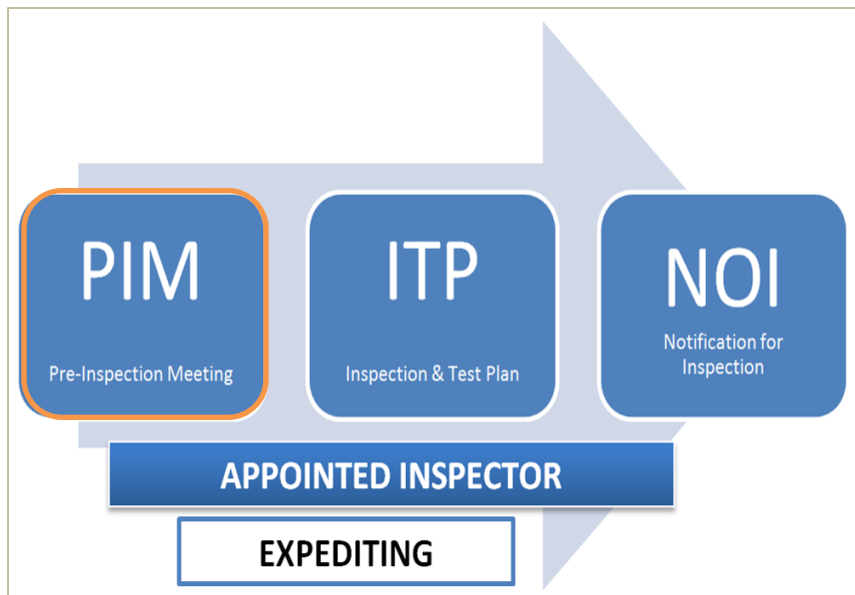 PIM
Pre-Inspection Meeting
ITP
Inspection & Test Plan
NOI
Notification for
Inspection
APPOINTED INSPECTOR
EXPEDITING